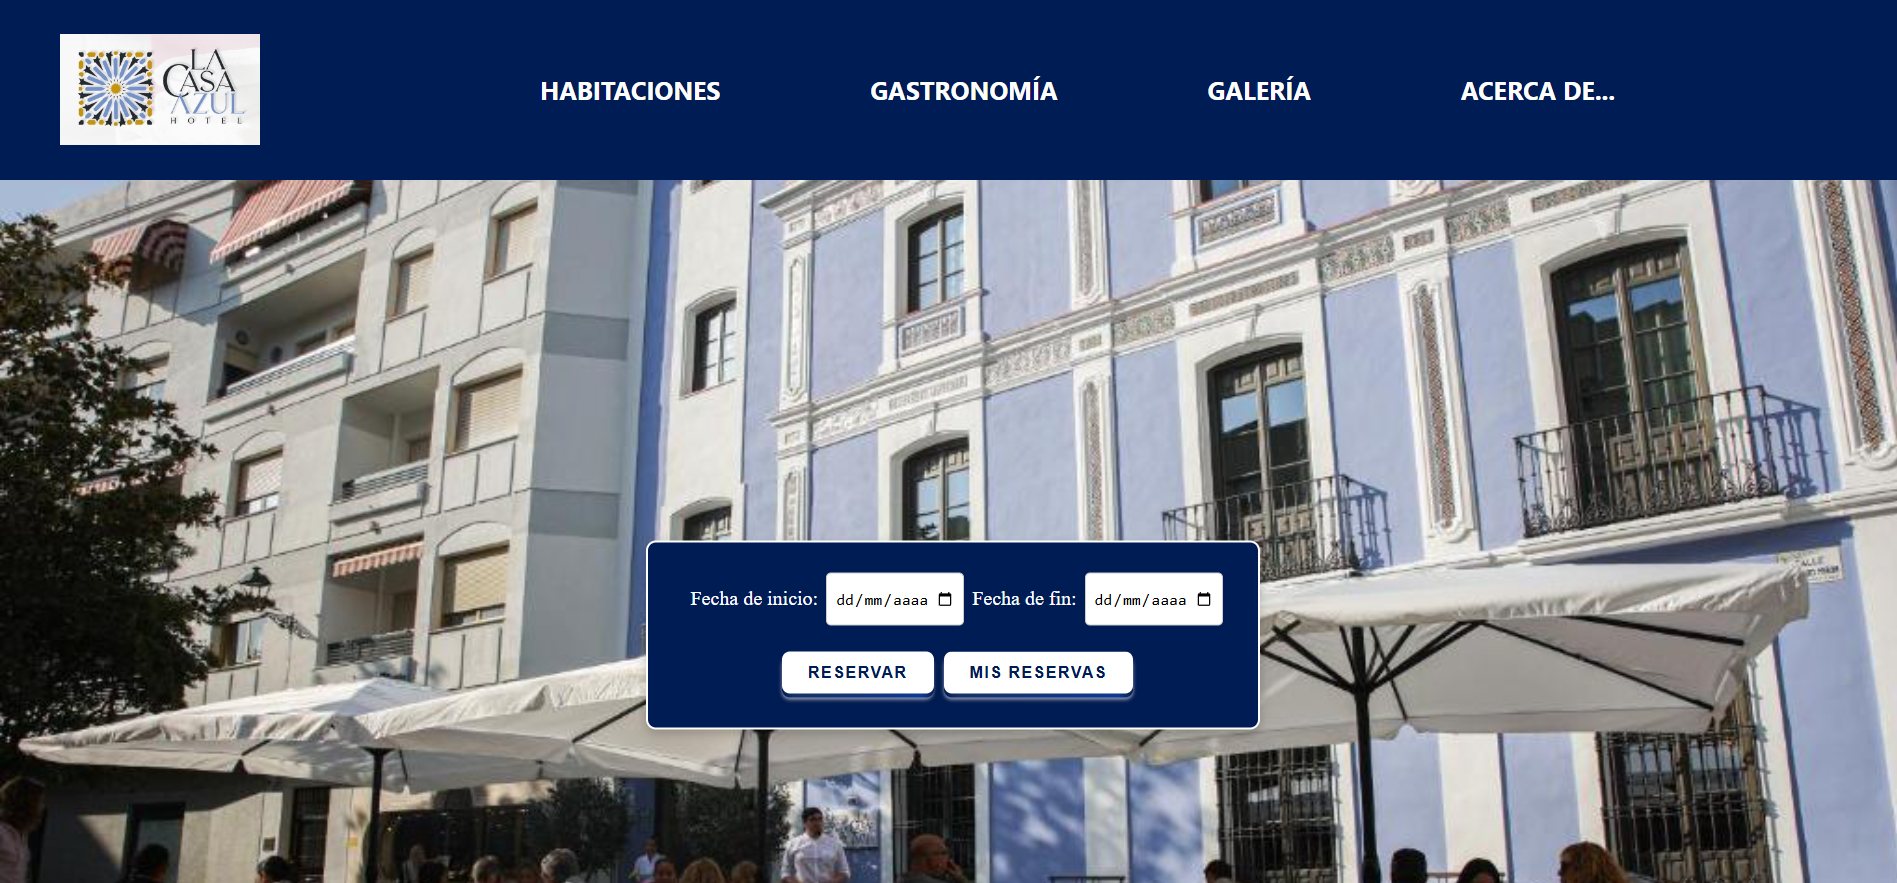 LA
CASA
AZUL
HOTEL
HABITACIONES
GASTRONOMÍA
GALERÍA
ACERCA DE...
CALLE
Fecha de inicio: dd/mm/aaaa Fecha de fin: dd/mm/aaaa
RESERVAR
MIS RESERVAS